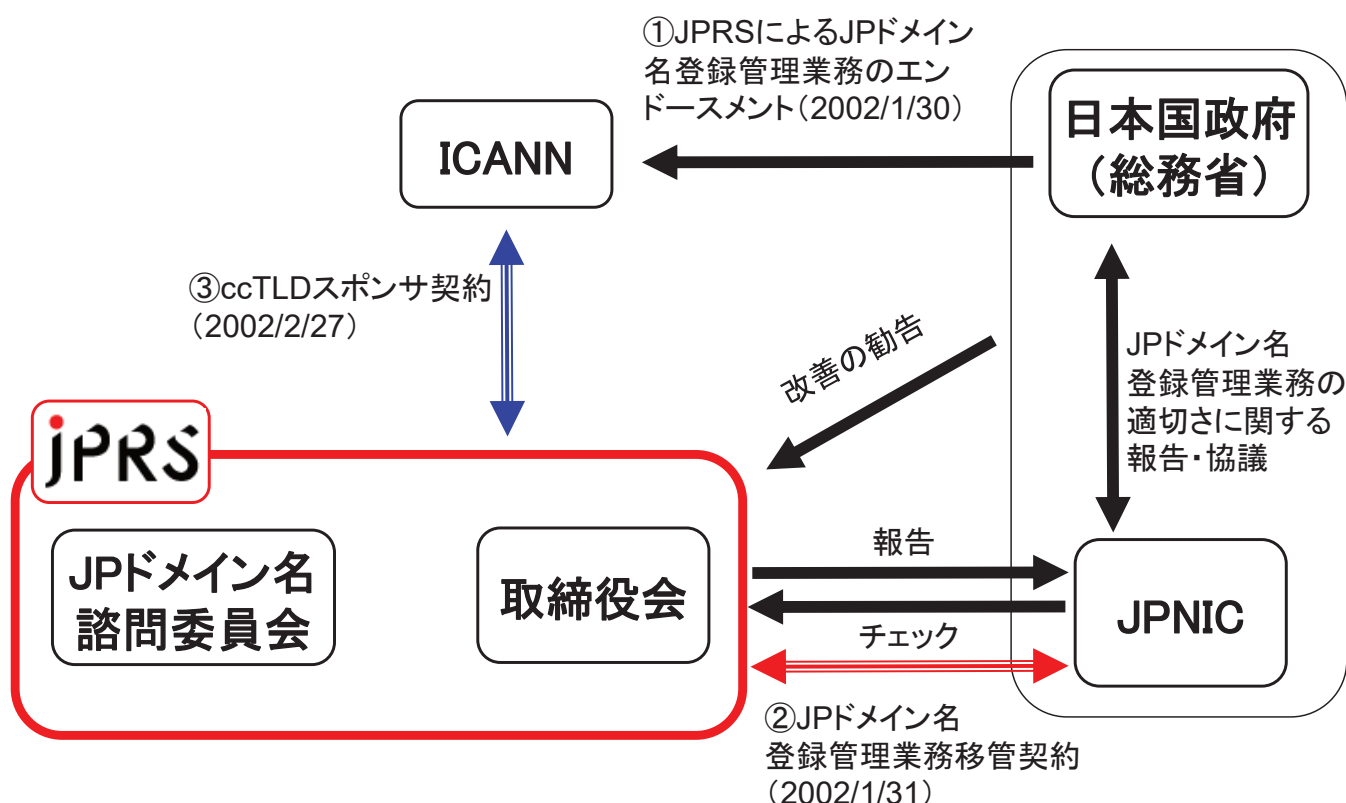 ①JPRSによるJPドメイン
名登録管理業務のエン
ドースメント(2002/1/30)
ICANN
日本国政府
(総務省)
③ccTLDスポンサ契約
(2002/2/27)
改善の勧告
JPドメイン名
登録管理業務の
適切さに関する
報告・協議
jPRS
JPドメイン名
諮問委員会
取締役会
報告
チェック
JPNIC
②JPドメイン名
登録管理業務移管契約
(2002/1/31)